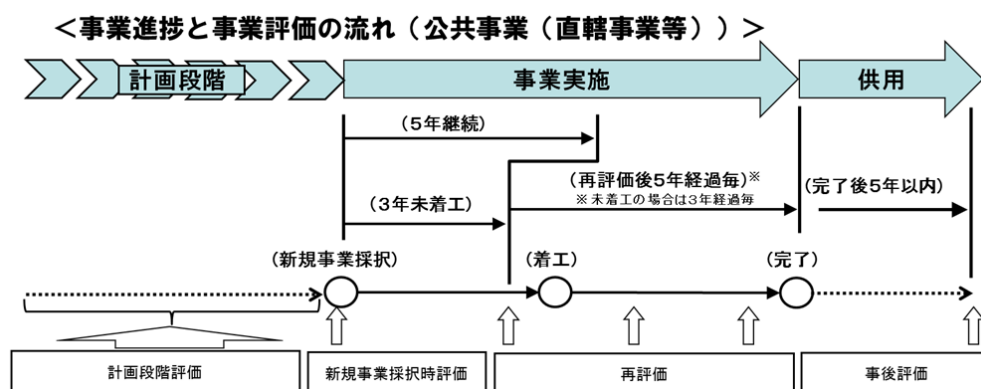 ＜事業進捗と事業評価の流れ（公共事業（直轄事業等））＞
計画段階
事業実施
供用
（５年継続）
（３年未着工）
（再評価後5年経過毎）※
※未着工の場合は３年経過毎
（完了後5年以内）
（新規事業採択）
（着工）
（完了）
計画段階評価
新規事業採択時評価
再評価
事後評価